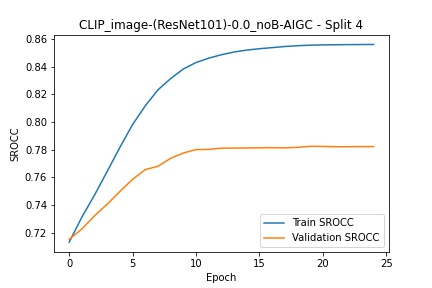 CLIP_image-(ResNet101)-0.0_noB-AIGC - Split 4
0.86
0.84
0.82
0.80
0.78
0.76
0.74
0.72
SROCC
Train SROCC
Validation SROCC
0 5 10 15 20 25
Epoch